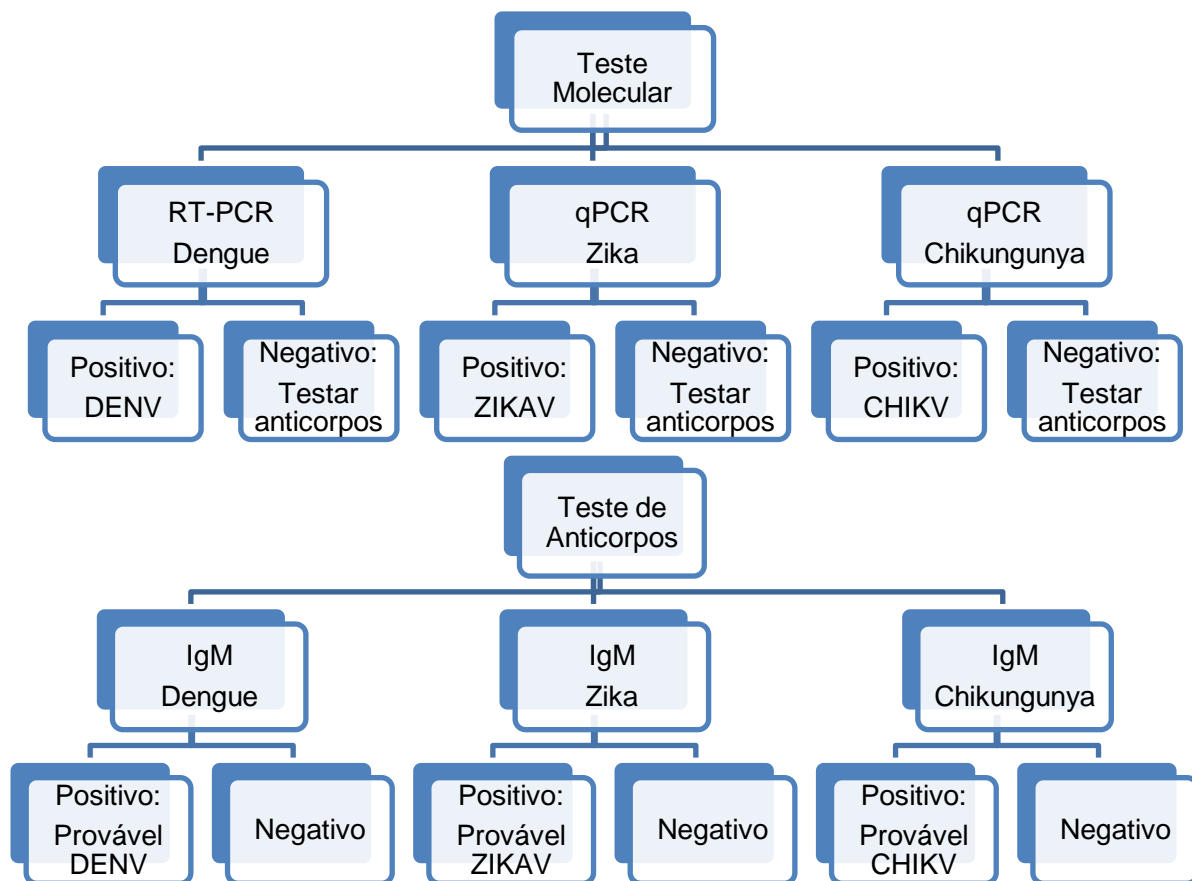 Teste
Molecular
RT-PCR
Dengue
qPCR
Zika
qPCR
Chikungunya
Positivo:
DENV
Negativo:
Testar
anticorpos
Positivo:
ZIKAV
Negativo:
Testar
anticorpos
Positivo:
CHIKV
Negativo:
Testar
anticorpos
Teste de
Anticorpos
IgM
Dengue
IgM
Zika
IgM
Chikungunya
Positivo:
Provável
DENV
Negativo
Positivo:
Provável
ZIKAV
Negativo
Positivo:
Provável
CHIKV
Negativo